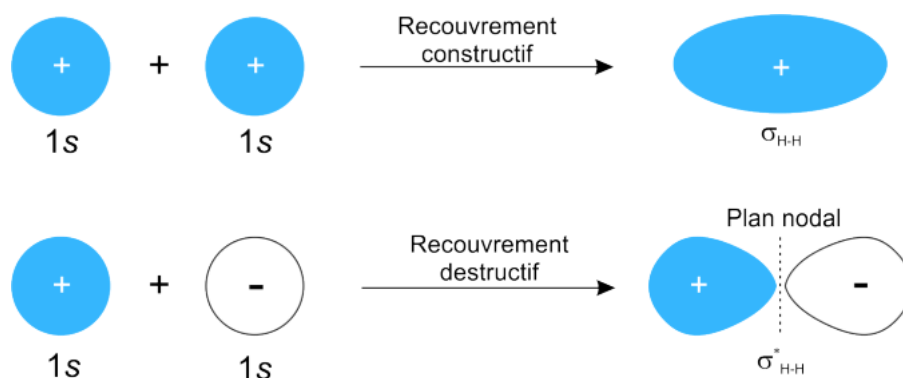 + + + Recouvrement constructif +
1s 1s σH-H
Plan nodal
+ + - Recouvrement destructif + -
1s 1s σ*H-H